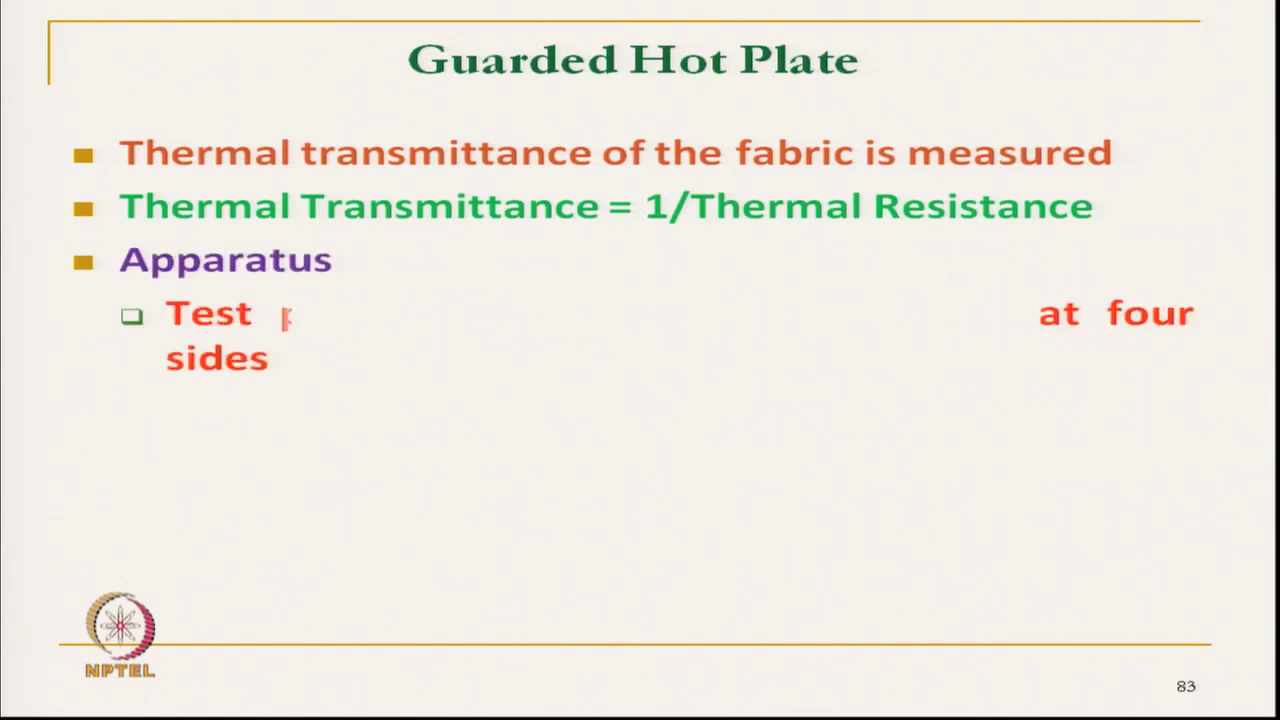 Guarded Hot Plate
Thermal transmittance of the fabric is measured
Thermal Transmittance = 1/Thermal Resistance
Apparatus
Test at four
sides
NPTEL
83